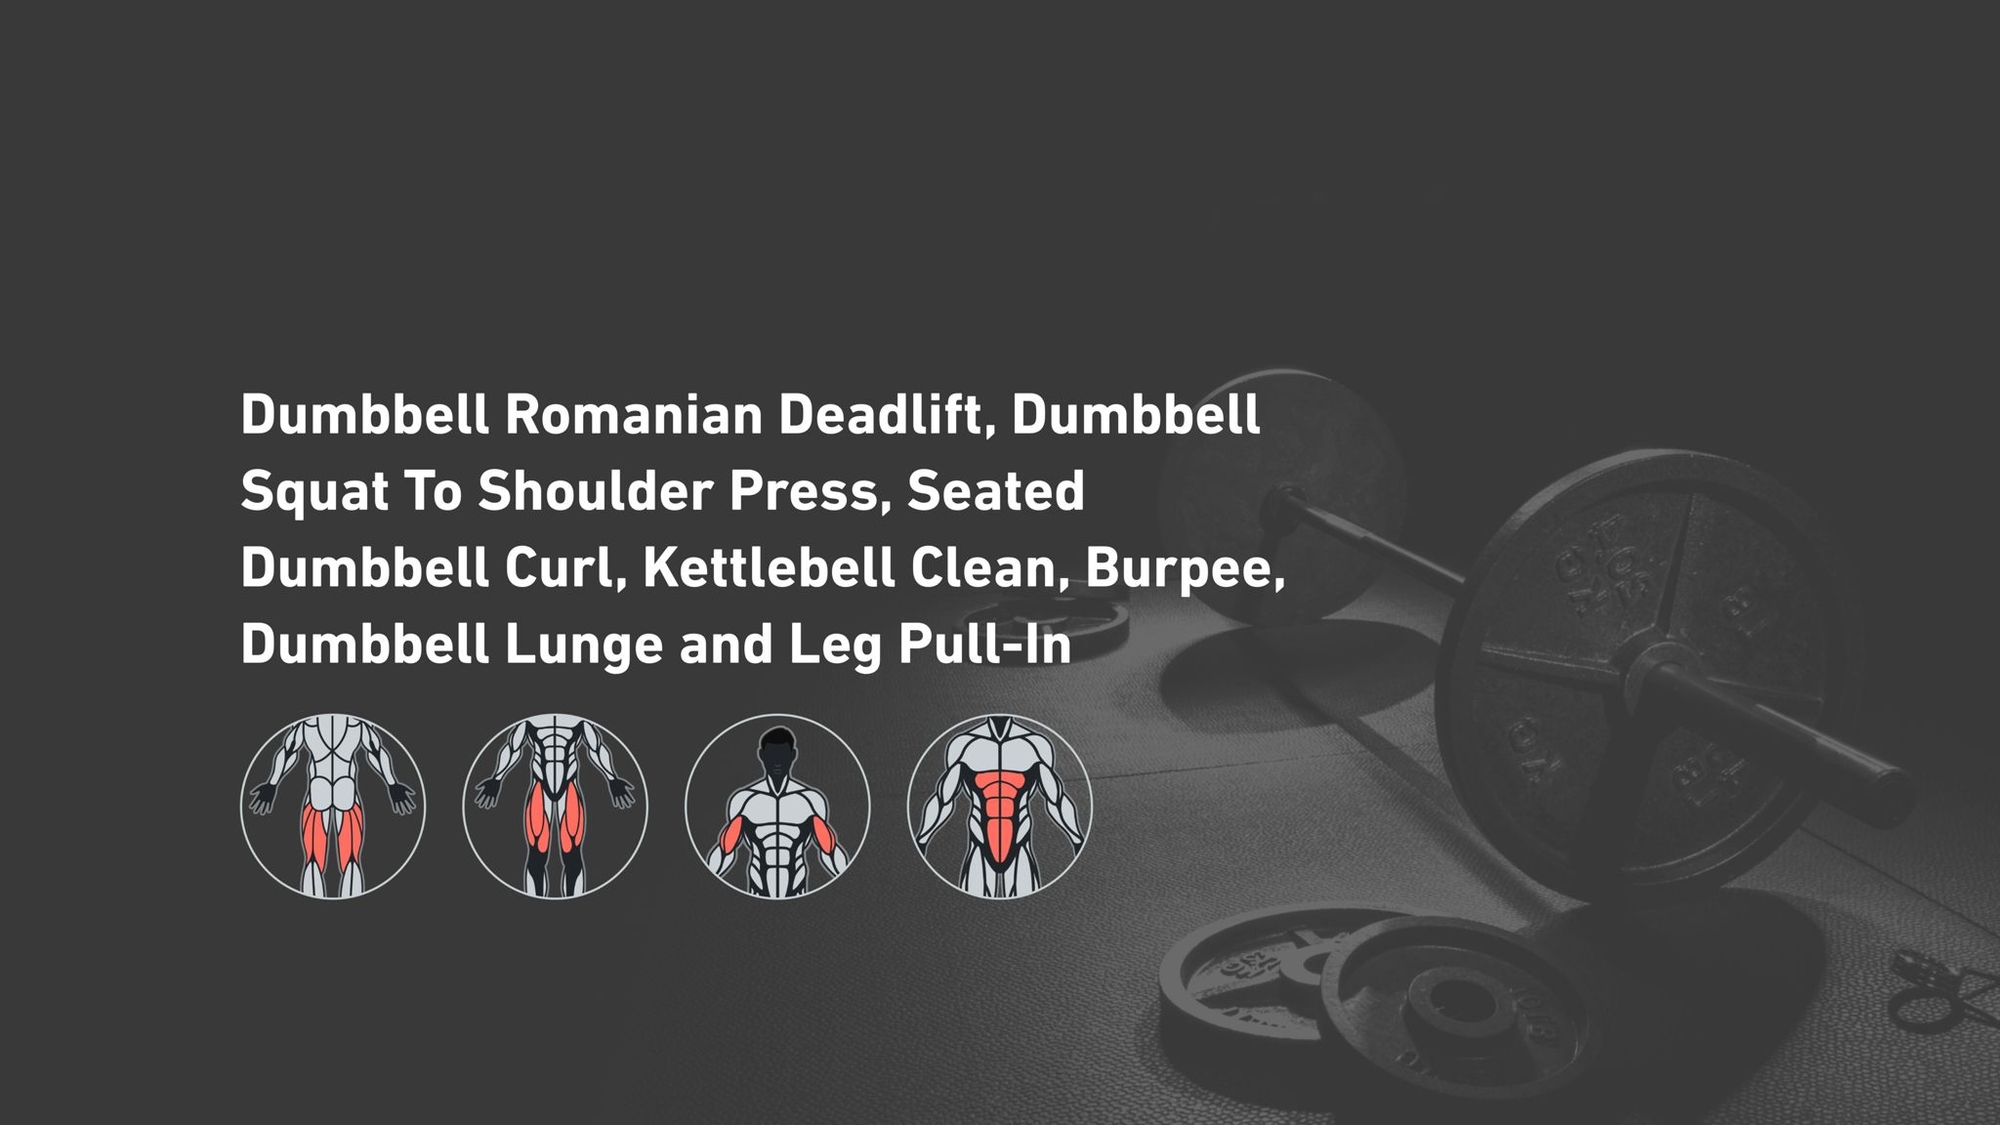 Dumbbell Romanian Deadlift, Dumbbell
Squat To Shoulder Press, Seated
Dumbbell Curl, Kettlebell Clean, Burpee,
Dumbbell Lunge and Leg Pull-In